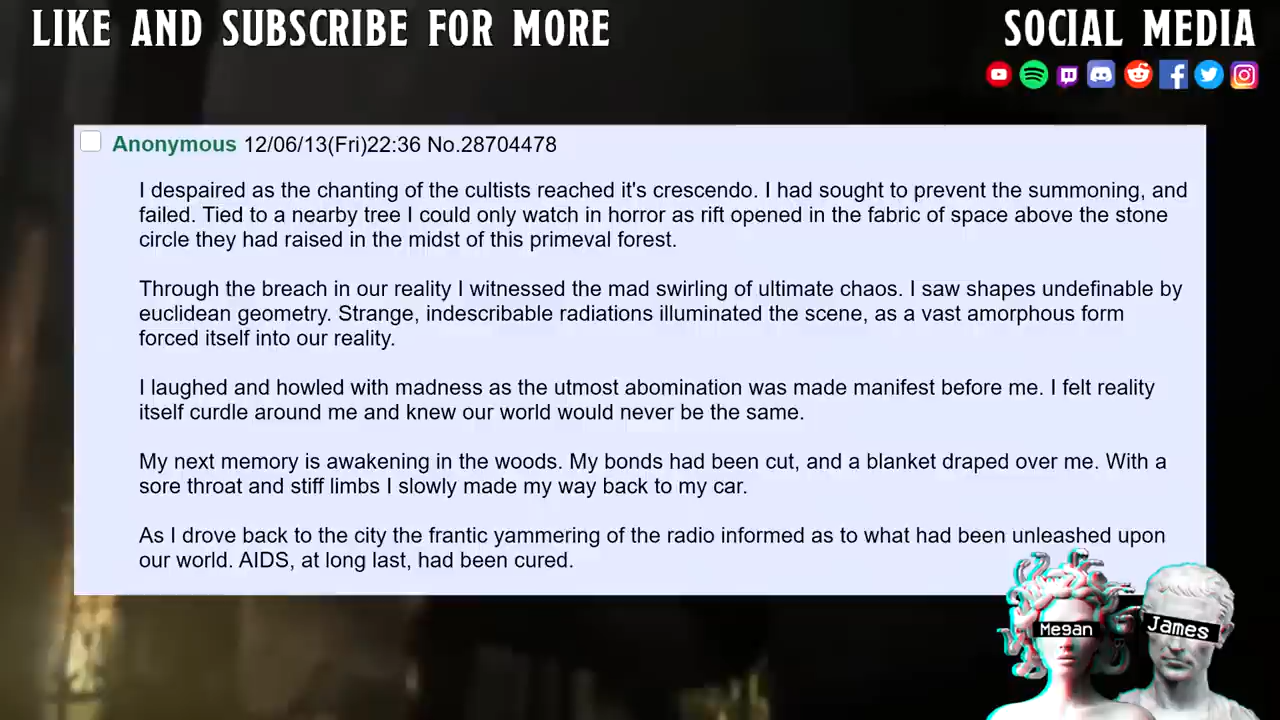 LIKE AND SUBSCRIBE FOR MORE
SOCIAL MEDIA
Anonymous 12/06/13(Fri)22:36 No.28704478
I despaired as the chanting of the cultists reached it's crescendo. I had sought to prevent the summoning, and
failed. Tied to a nearby tree I could only watch in horror as rift opened in the fabric of space above the stone
circle they had raised in the midst of this primeval forest.
Through the breach in our reality I witnessed the mad swirling of ultimate chaos. I saw shapes undefinable by
euclidean geometry. Strange, indescribable radiations illuminated the scene, as a vast amorphous form
forced itself into our reality.
I laughed and howled with madness as the utmost abomination was made manifest before me. I felt reality
itself curdle around me and knew our world would never be the same.
My next memory is awakening in the woods. My bonds had been cut, and a blanket draped over me. With a
sore throat and stiff limbs I slowly made my way back to my car.
As I drove back to the city the frantic yammering of the radio informed as to what had been unleashed upon
our world. AIDS, at long last, had been cured.
Megan
James